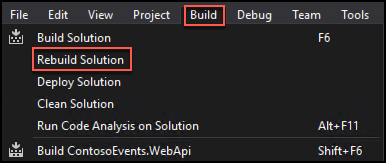 File Edit View Project Build Debug Team Tools
Build Solution F6
Rebuild Solution
Deploy Solution
Clean Solution
Run Code Analysis on Solution Alt+F11
Build ContosoEvents.WebApi Shift+F6